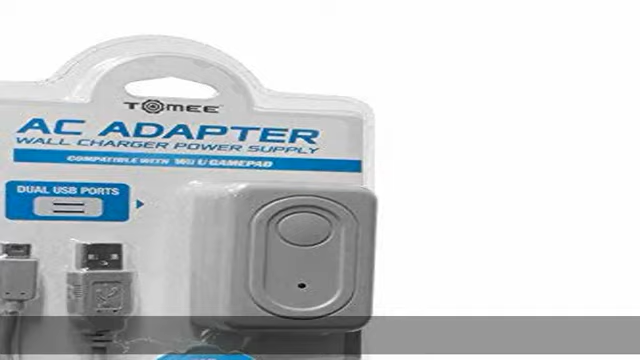 TOMEE
AC ADAPTER
WALL CHARGER POWER SUPPLY
COMPATIBLE WITH Wii U GAMEPAD
DUAL USB PORTS